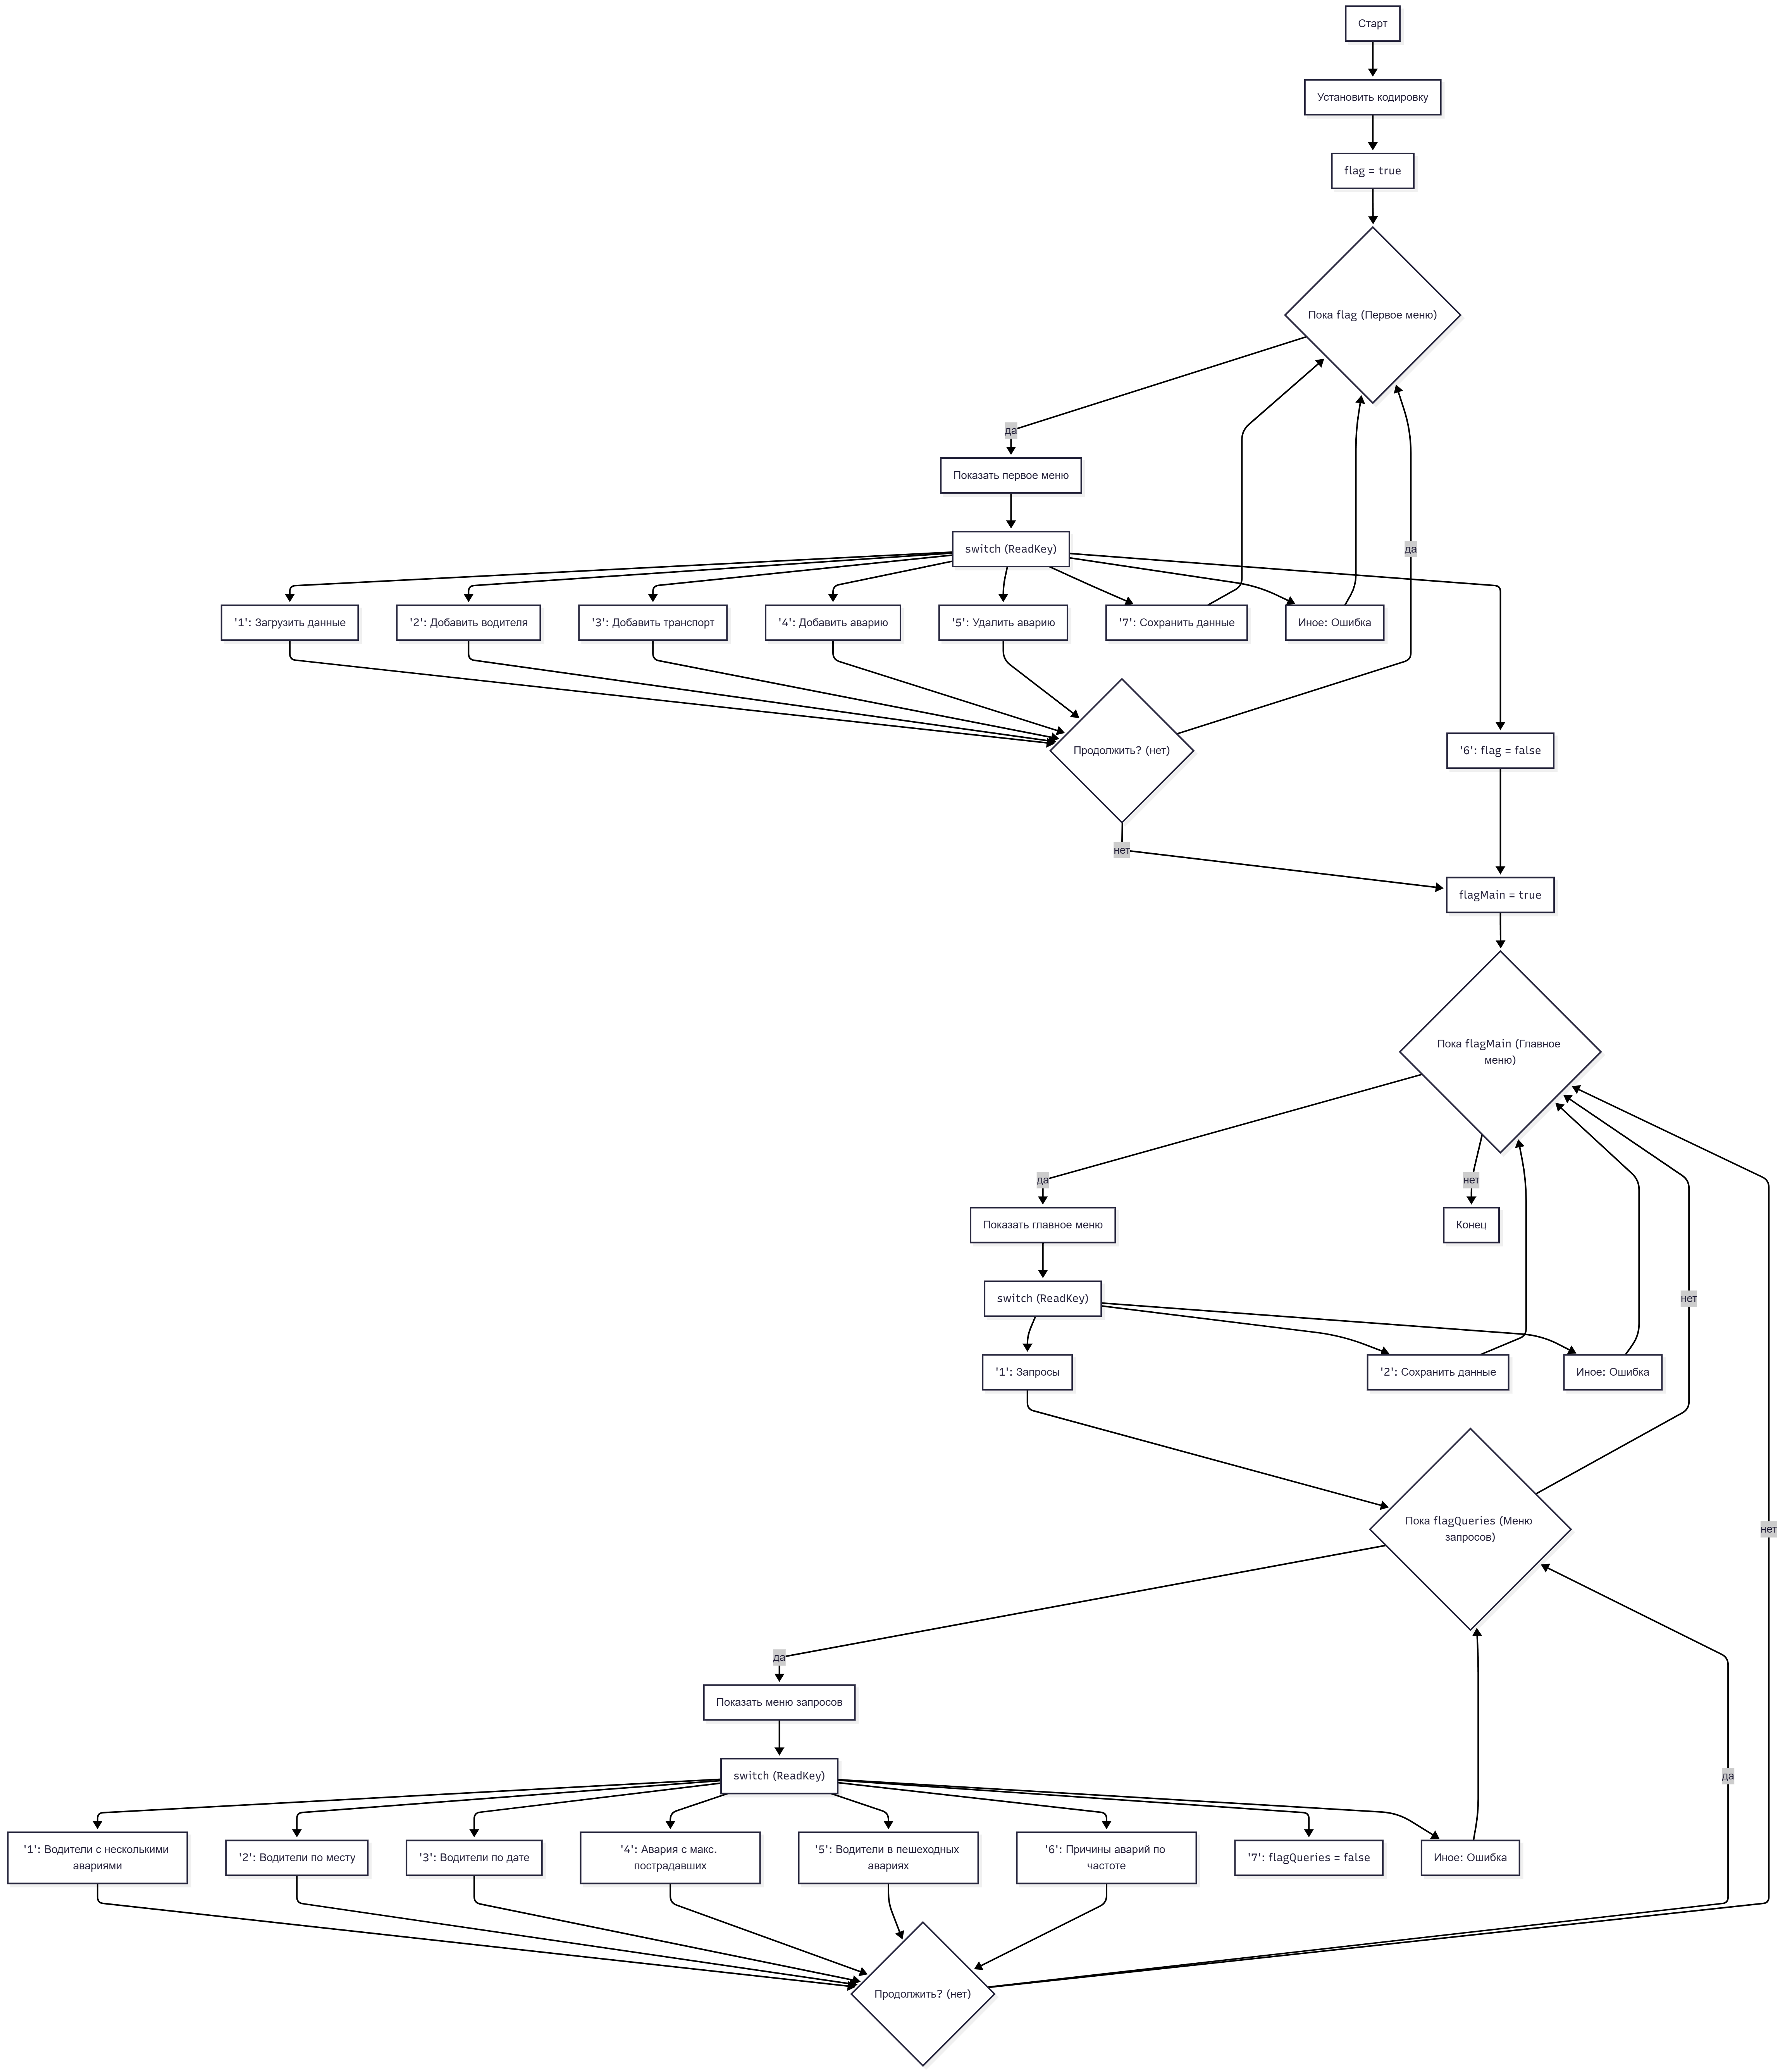 Старт
Установить кодировку
flag = true
Пока flag (Первое меню)
да
Показать первое меню
switch (ReadKey)
да
'1': Загрузить данные
'2': Добавить водителя
'3': Добавить транспорт
'4': Добавить аварию
'5': Удалить аварию
'7': Сохранить данные
Иное: Ошибка
Продолжить? (нет)
'6': flag = false
нет
flagMain = true
Пока flagMain (Главное
меню)
да
нет
Показать главное меню
Конец
switch (ReadKey)
нет
'1': Запросы
'2': Сохранить данные
Иное: Ошибка
Пока flagQueries (Меню
запросов)
нет
да
Показать меню запросов
switch (ReadKey)
да
'1': Водители с несколькими
авариями
'2': Водители по месту
'3': Водители по дате
'4': Авария с макс.
пострадавших
'5': Водители в пешеходных
авариях
'6': Причины аварий по
частоте
'7': flagQueries = false
Иное: Ошибка
Продолжить? (нет)